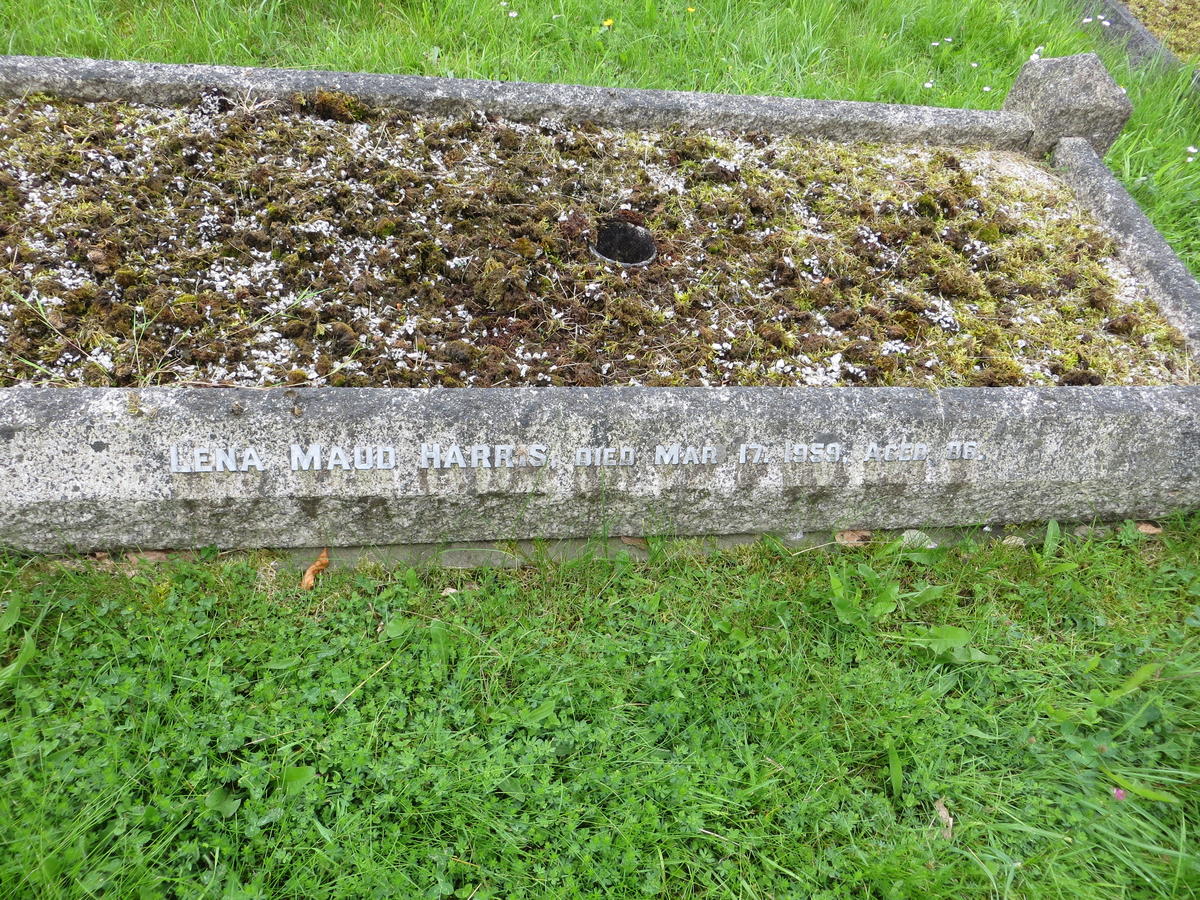 LENA MAUD HARRIS, DIED MAR 17, 1959, AGED 86.